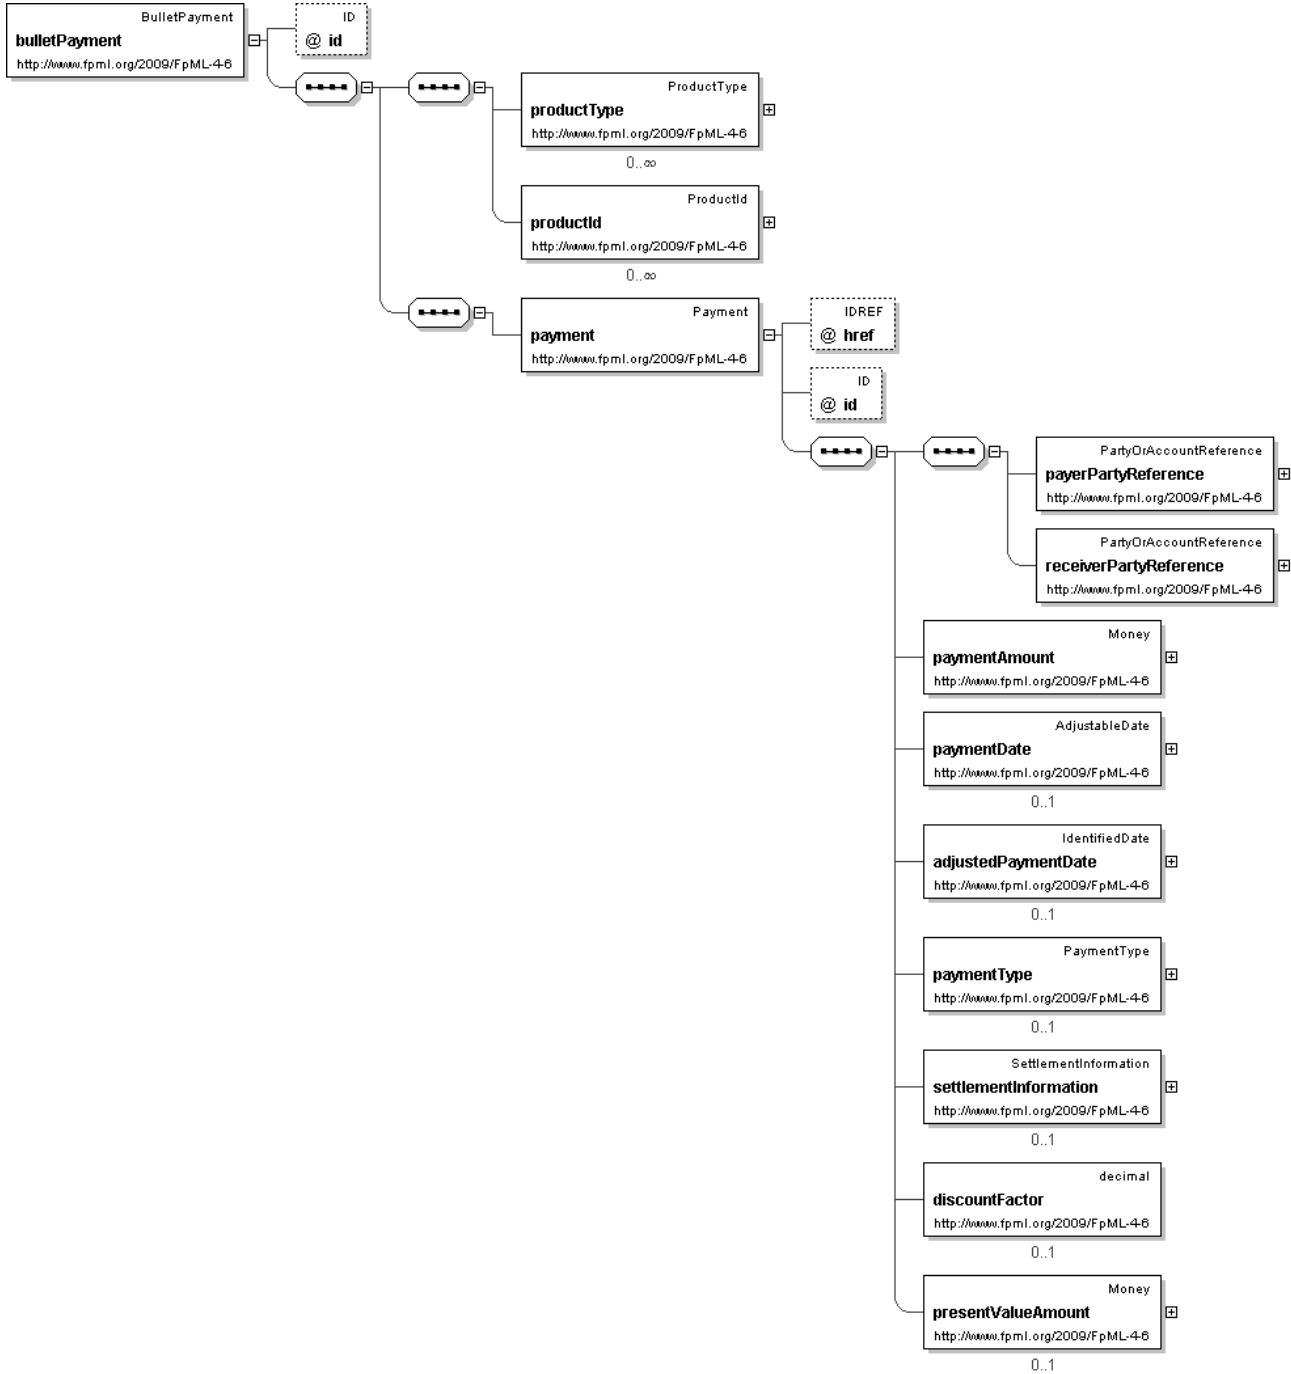 BulletPayment
bulletPayment
http://www.fpml.org/2009/FpML-4-6
ID
@ id
ProductType
productType
http://www.fpml.org/2009/FpML-4-6
0..∞
ProductId
productId
http://www.fpml.org/2009/FpML-4-6
0..∞
Payment
payment
http://www.fpml.org/2009/FpML-4-6
IDREF
@ href
ID
@ id
PartyOrAccountReference
payerPartyReference
http://www.fpml.org/2009/FpML-4-6
PartyOrAccountReference
receiverPartyReference
http://www.fpml.org/2009/FpML-4-6
Money
paymentAmount
http://www.fpml.org/2009/FpML-4-6
AdjustableDate
paymentDate
http://www.fpml.org/2009/FpML-4-6
0..1
IdentifiedDate
adjustedPaymentDate
http://www.fpml.org/2009/FpML-4-6
0..1
PaymentType
paymentType
http://www.fpml.org/2009/FpML-4-6
0..1
SettlementInformation
settlementInformation
http://www.fpml.org/2009/FpML-4-6
0..1
decimal
discountFactor
http://www.fpml.org/2009/FpML-4-6
0..1
Money
presentValueAmount
http://www.fpml.org/2009/FpML-4-6
0..1